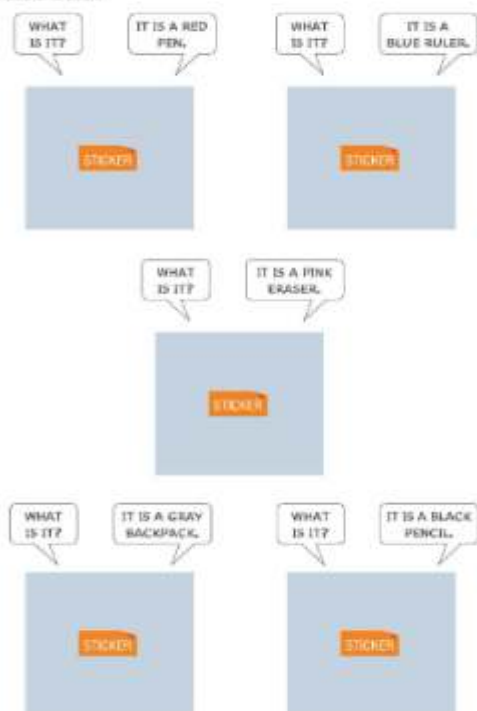 WHAT
IS IT?
IT IS A RED
PEN.
WHAT
IS IT?
IT IS A
BLUE RULER.
STICKER
STICKER
WHAT
IS IT?
IT IS A PINK
ERASER.
STICKER
WHAT
IS IT?
IT IS A GRAY
BACKPACK.
WHAT
IS IT?
IT IS A BLACK
PENCIL.
STICKER
STICKER